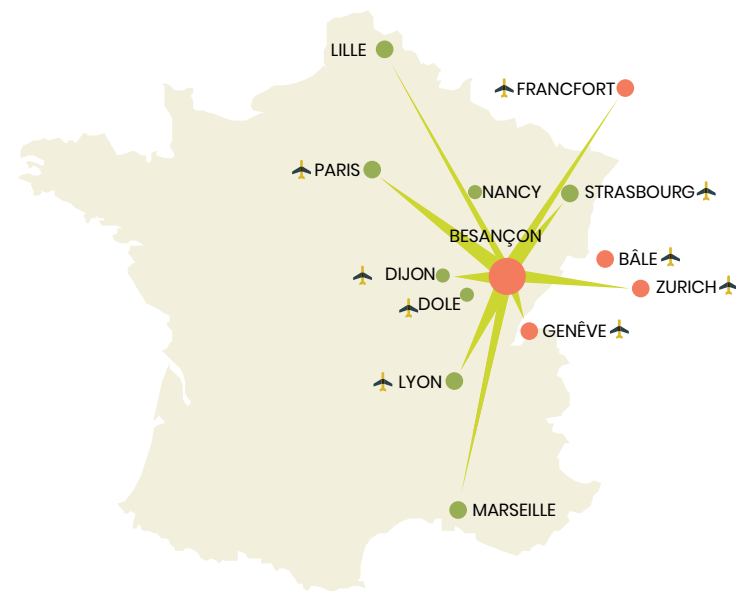 LILLE
FRANCFORT
PARIS
NANCY
STRASBOURG
BESANÇON
BÂLE
DIJON
ZURICH
DOLE
GENÊVE
LYON
MARSEILLE